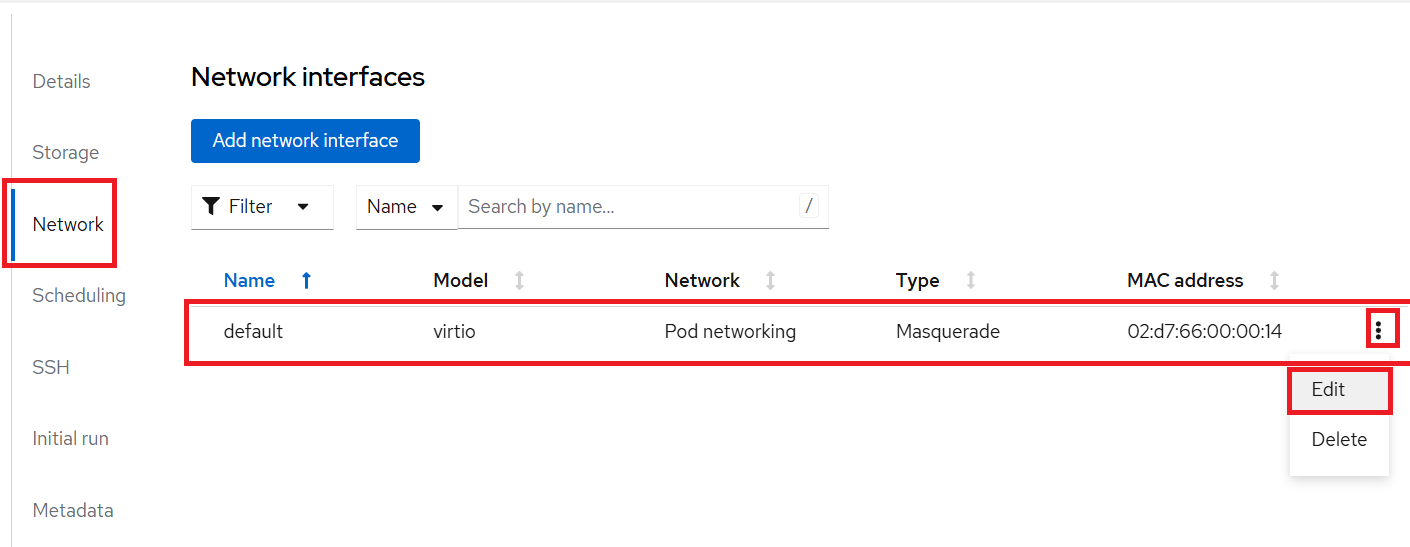 Details
Storage
Network
Scheduling
SSH
Initial run
Metadata
Network interfaces
Add network interface
Filter Name Search by name... /
Name Model Network Type MAC address
default virtio Pod networking Masquerade 02:d7:66:00:00:14
Edit
Delete